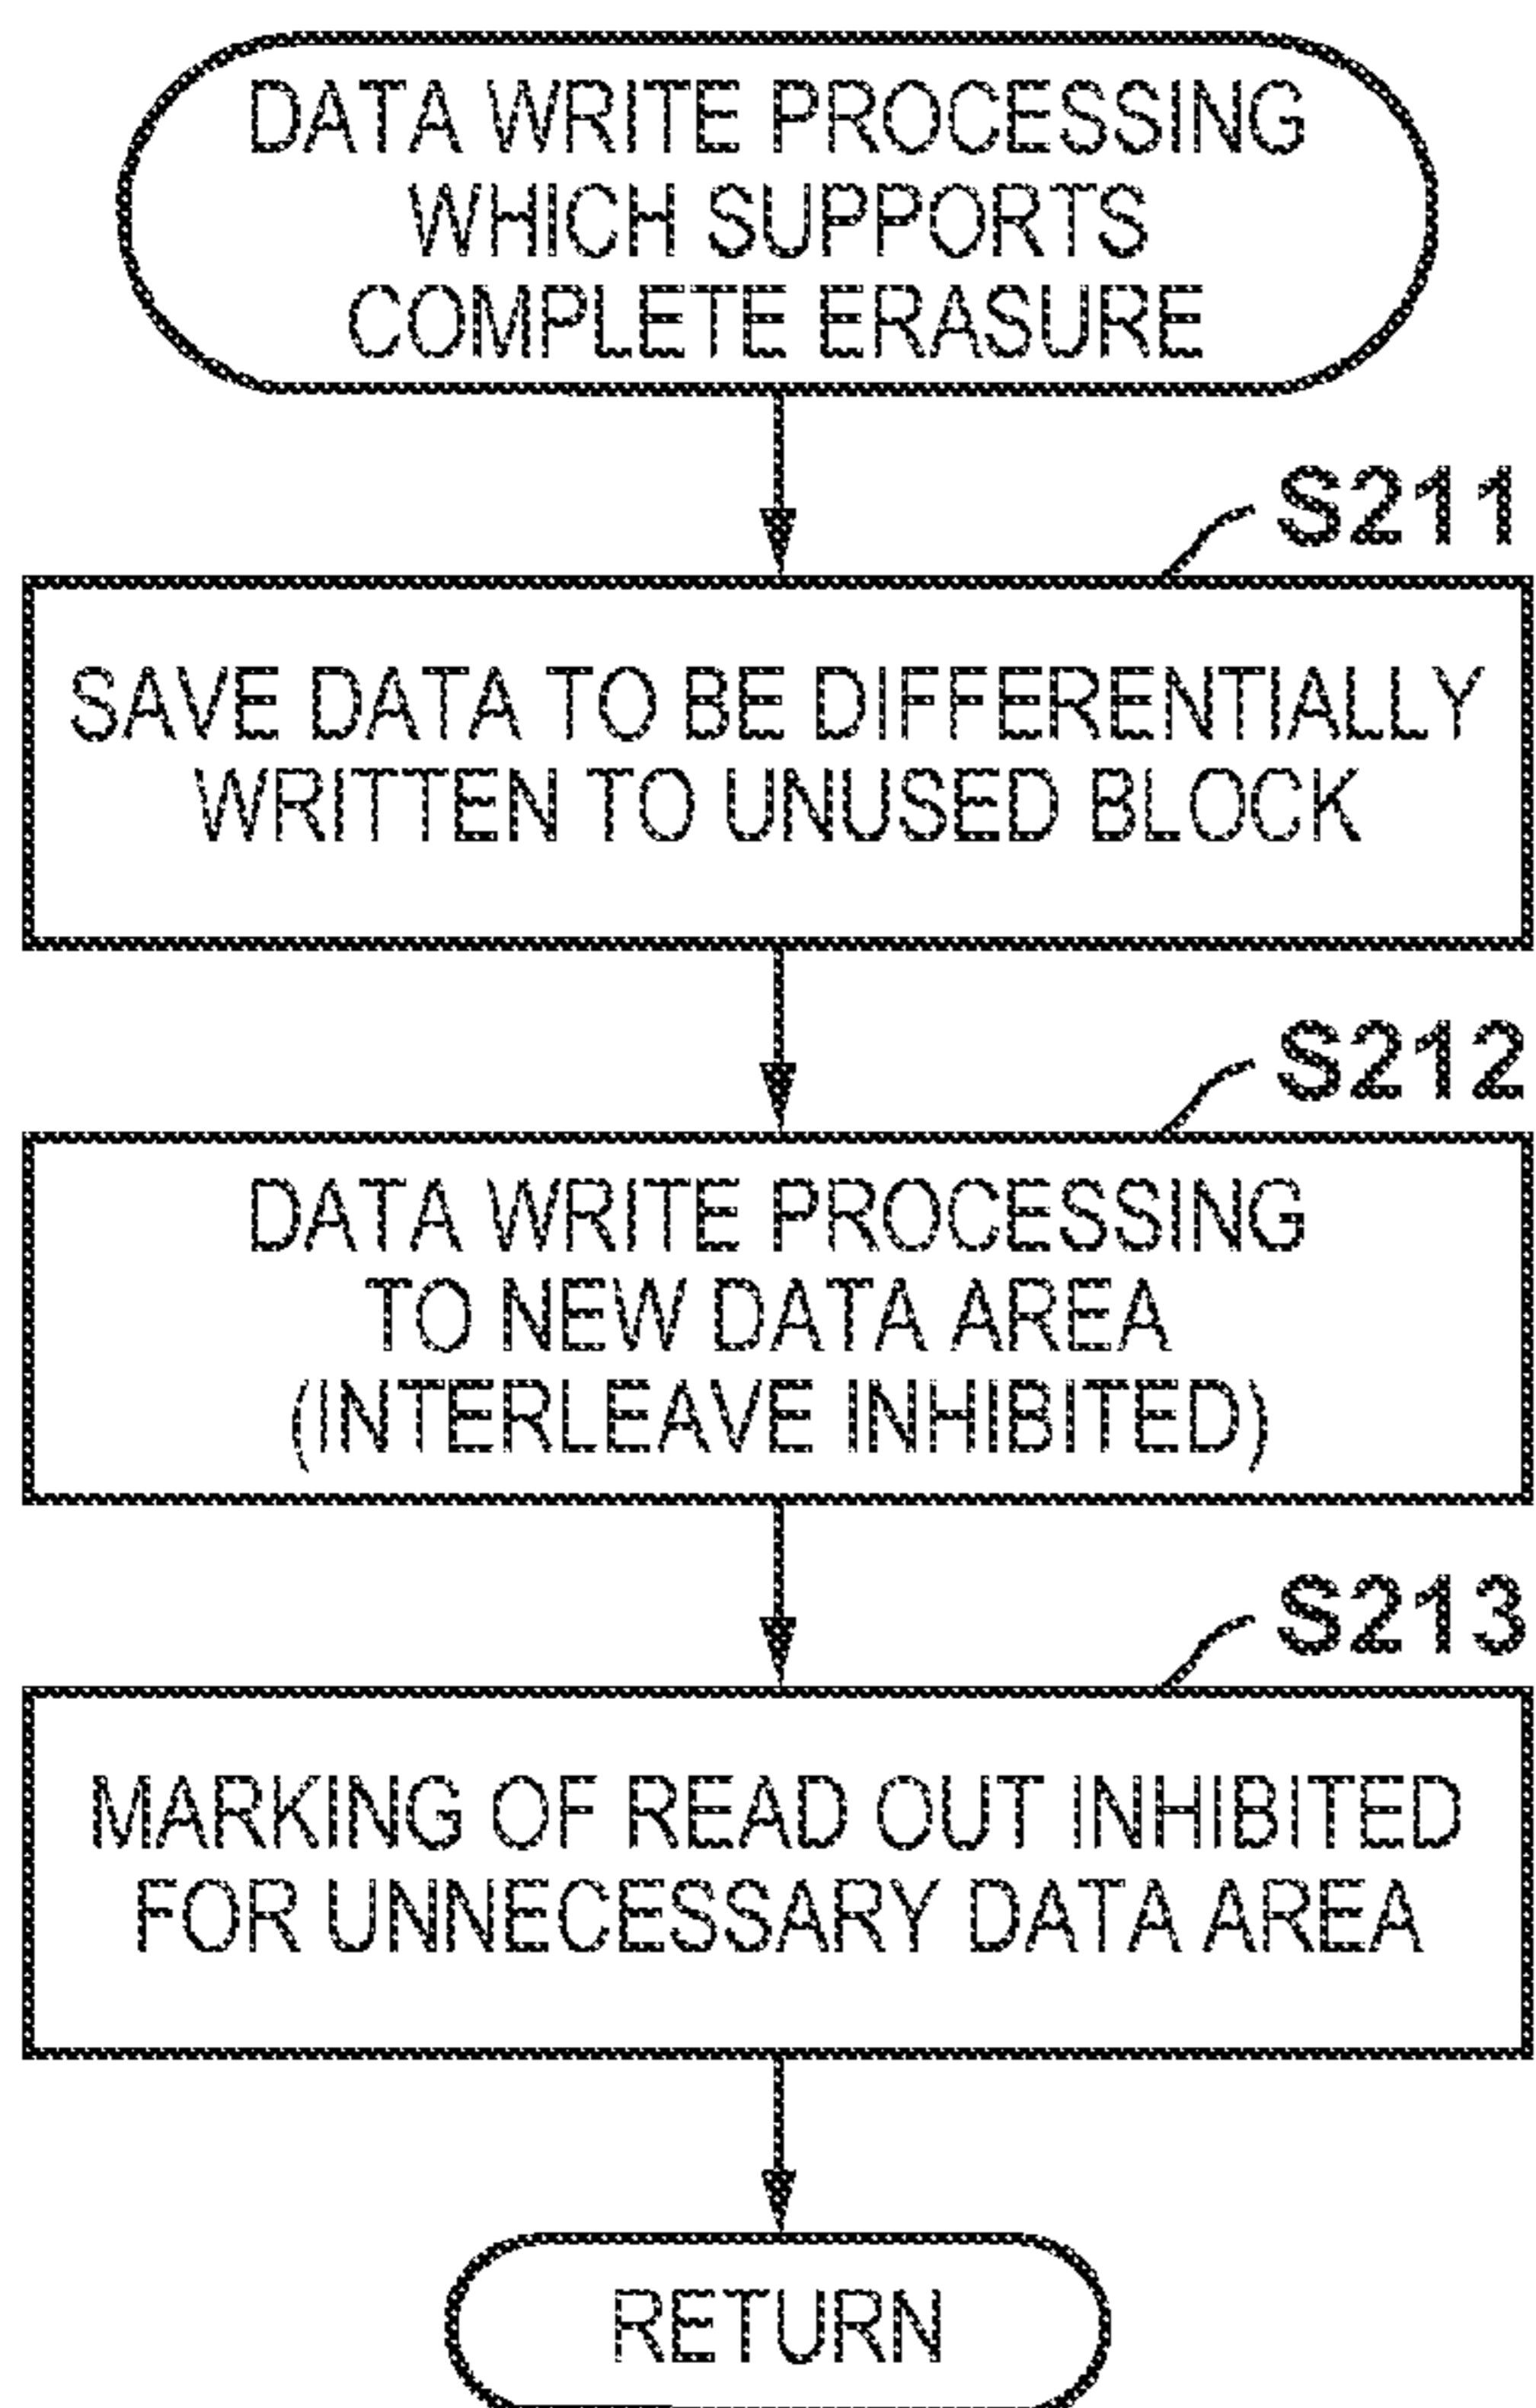 DATA WRITE PROCESSING
WHICH SUPPORTS
COMPLETE ERASURE
S211
SAVE DATA TO BE DIFFERENTIALLY
WRITTEN TO UNUSED BLOCK
S212
DATA WRITE PROCESSING
TO NEW DATA AREA
(INTERLEAVE INHIBITED)
S213
MARKING OF READ OUT INHIBITED
FOR UNNECESSARY DATA AREA
RETURN